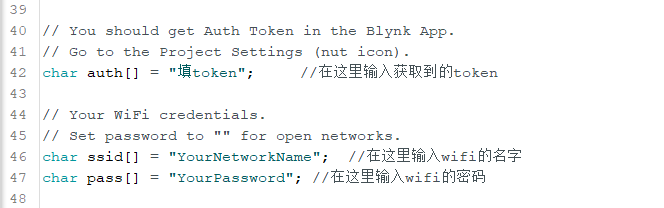 39
40 // You should get Auth Token in the Blynk App.
41 // Go to the Project Settings (nut icon).
42 char auth[] = "填token"; //在这里输入获取到的token
43
44 // Your WiFi credentials.
45 // Set password to "" for open networks.
46 char ssid[] = "YourNetworkName"; //在这里输入wifi的名字
47 char pass[] = "YourPassword"; //在这里输入wifi的密码
48